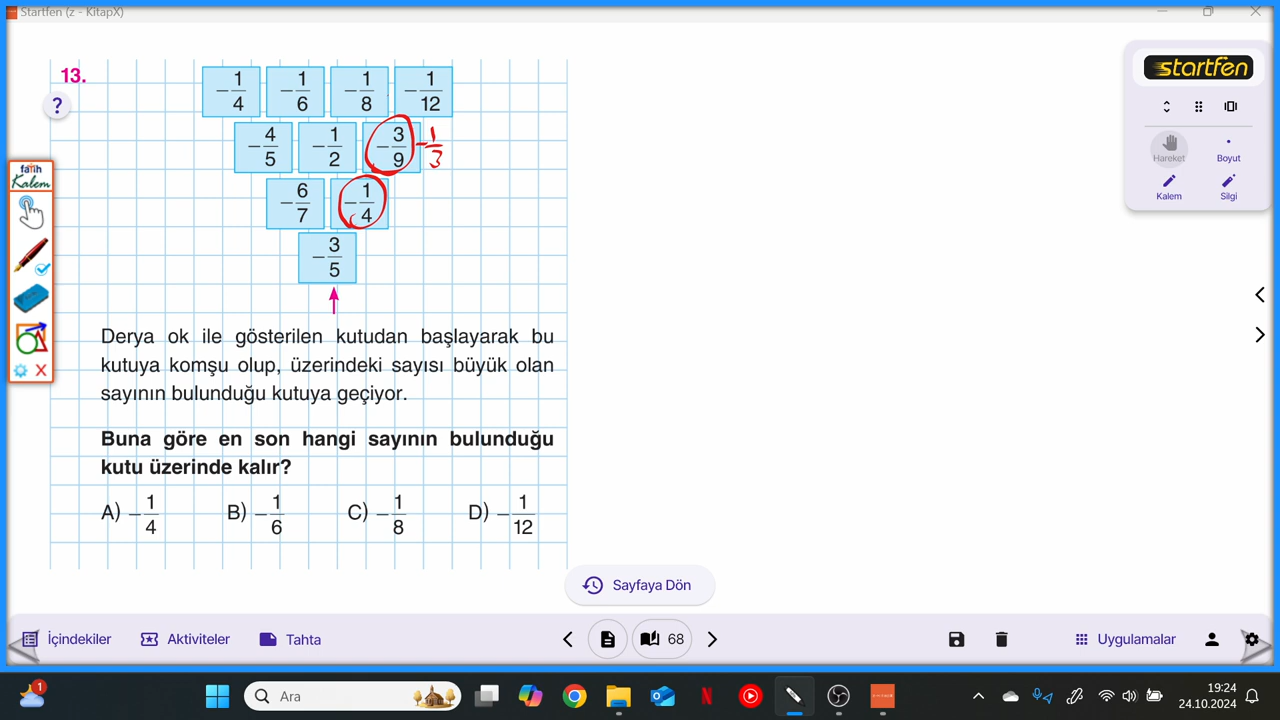 Startfen (z - KitapX)
13.
?
-1/4 -1/6 -1/8 -1/12
-4/5 -1/2 -3/9 -1/3
-6/7 -1/4
-3/5
Derya ok ile gösterilen kutudan başlayarak bu
kutuya komşu olup, üzerindeki sayısı büyük olan
sayının bulunduğu kutuya geçiyor.
Buna göre en son hangi sayının bulunduğu
kutu üzerinde kalır?
A) -1/4 B) -1/6 C) -1/8 D) -1/12
fatih
Kalem
startfen
Hareket Boyut
Kalem Silgi
Sayfaya Dön
İçindekiler Aktiviteler Tahta 68 Uygulamalar
1 Ara 19:24
24.10.2024